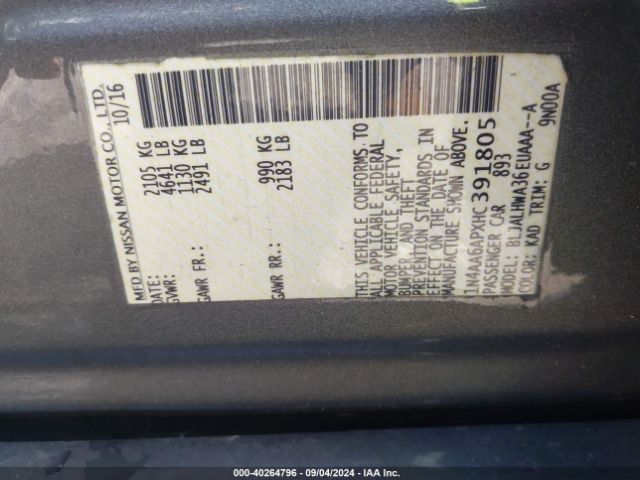 MFD BY NISSAN MOTOR CO., LTD.
DATE: 10/16
GVWR: 2105 KG
4641 LB
GAWR FR.: 1130 KG
2491 LB
GAWR RR.: 990 KG
2183 LB
THIS VEHICLE CONFORMS TO
ALL APPLICABLE FEDERAL
MOTOR VEHICLE SAFETY,
BUMPER, AND THEFT
PREVENTION STANDARDS IN
EFFECT ON THE DATE OF
MANUFACTURE SHOWN ABOVE.
1N4AA6APXHC391805
PASSENGER CAR 893
MODEL: BLJALHWA36EUAAA--A
COLOR: KAD TRIM: G 9N00A
000-40264796 - 09/04/2024 - IAA Inc.